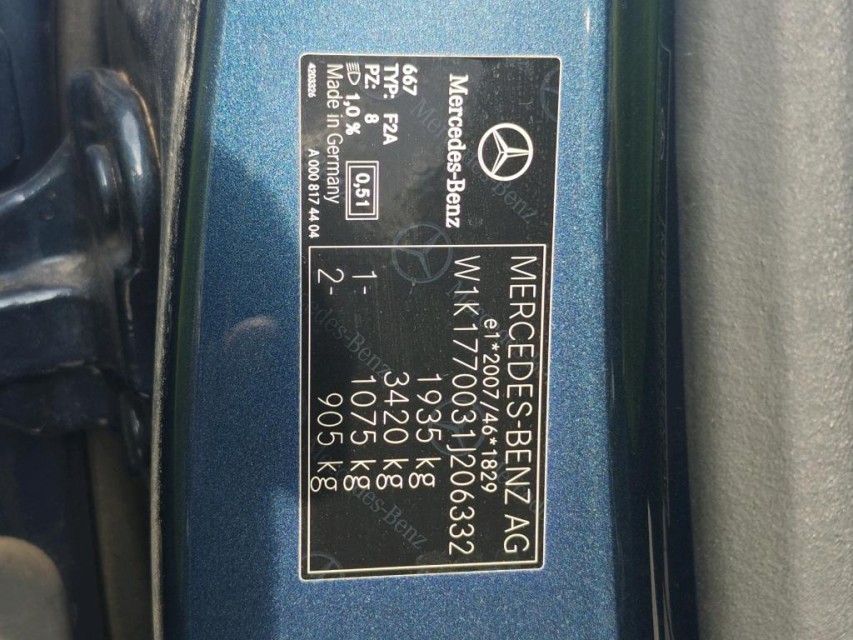 Mercedes-Benz
667
TYP: F2A
PZ: 8
1,0 %
0,51
Made in Germany
4203326
A 000 817 44 04
MERCEDES-BENZ AG
e1*2007/46*1829
W1K1770031J206332
1935 kg
3420 kg
1- 1075 kg
2- 905 kg